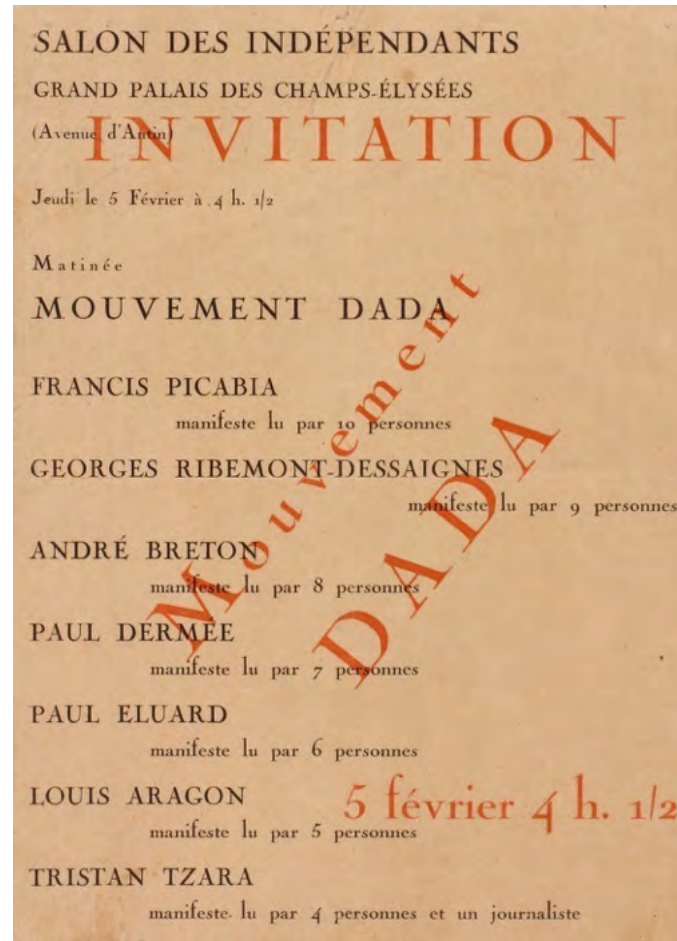 SALON DES INDÉPENDANTS
GRAND PALAIS DES CHAMPS-ÉLYSÉES
(Avenue d'Antin)
INVITATION
Jeudi le 5 Février à 4 h. 1/2
Matinée
MOUVEMENT DADA
Mouvement
DADA
FRANCIS PICABIA
manifeste lu par 10 personnes
GEORGES RIBEMONT-DESSAIGNES
manifeste lu par 9 personnes
ANDRÉ BRETON
manifeste lu par 8 personnes
PAUL DERMÉE
manifeste lu par 7 personnes
PAUL ELUARD
manifeste lu par 6 personnes
LOUIS ARAGON
5 février 4 h. 1/2
manifeste lu par 5 personnes
TRISTAN TZARA
manifeste lu par 4 personnes et un journaliste